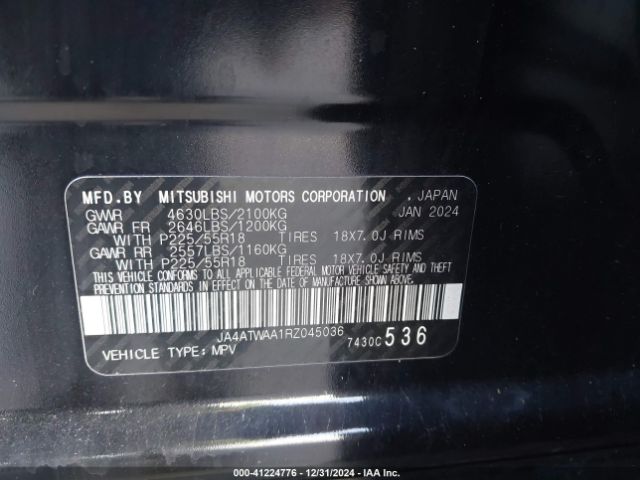 MFD.BY MITSUBISHI MOTORS CORPORATION . JAPAN
GWWR 4630LBS/2100KG JAN 2024
GAWR FR 2646LBS/1200KG
WITH P225/55R18 TIRES 18X7.0J RIMS
GAWR RR 2557LBS/1160KG
WITH P225/55R18 TIRES 18X7.0J RIMS
THIS VEHICLE CONFORMS TO ALL APPLICABLE FEDERAL MOTOR VEHICLE SAFETY AND THEFT
PREVENTION STANDARDS IN EFFECT ON THE DATE OF MANUFACTURE SHOWN ABOVE.
JA4ATWAA1RZ045036
7430C 536
VEHICLE TYPE: MPV
000-41224776 - 12/31/2024 - IAA Inc.